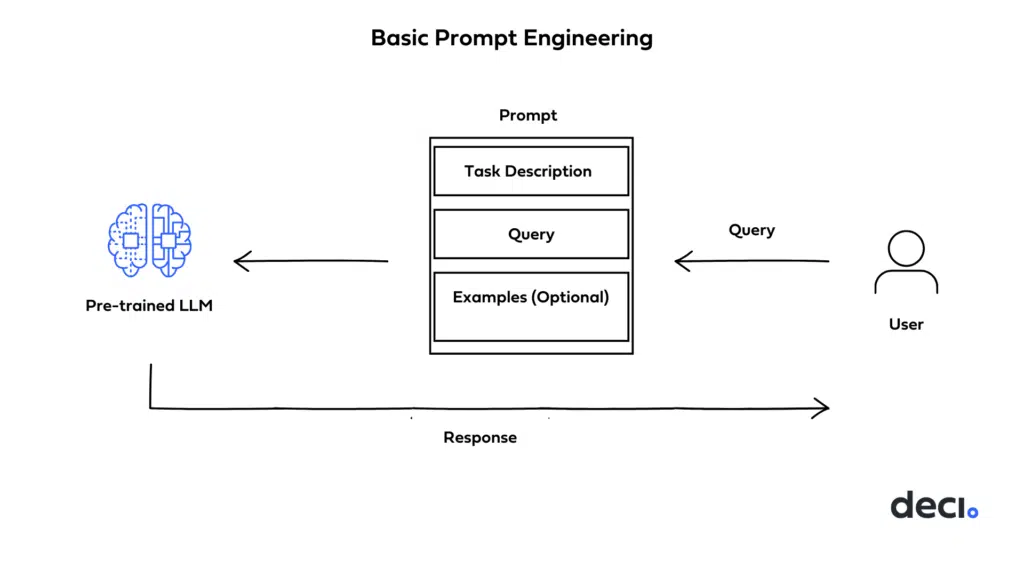 Basic Prompt Engineering
Prompt
Task Description
Query
Examples (Optional)
Query
Pre-trained LLM
User
Response
deci.